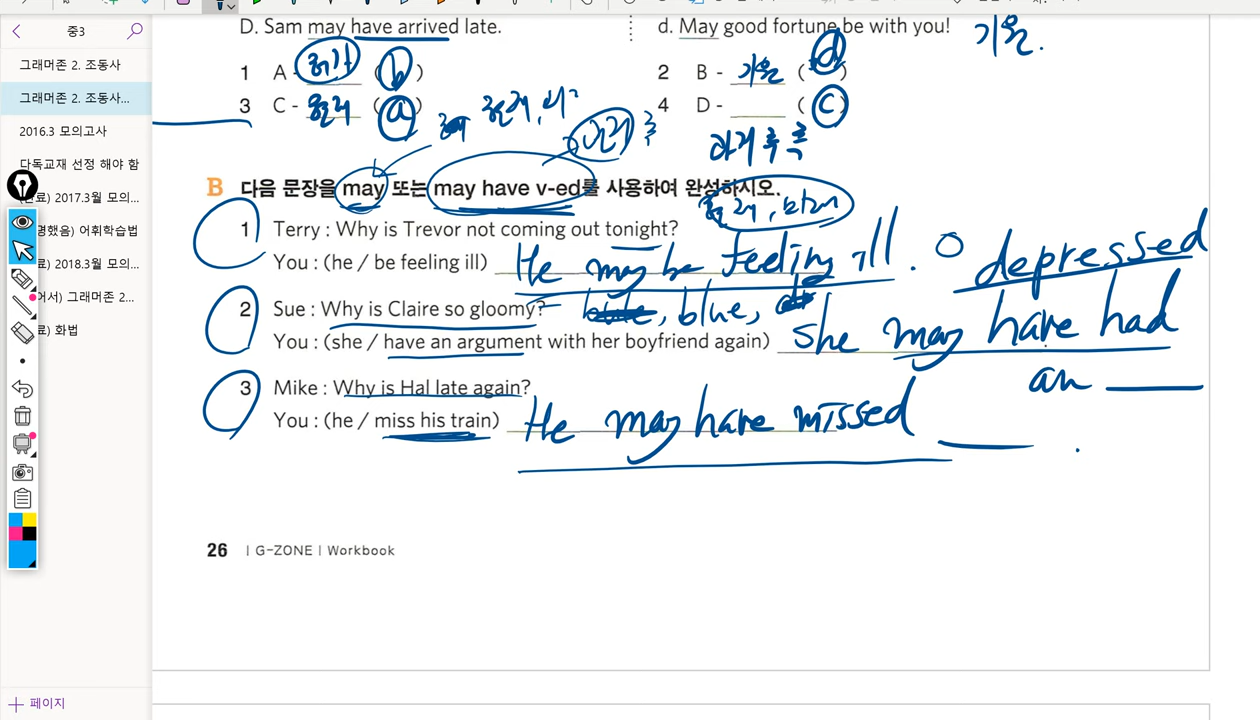 중3
그래머존 2. 조동사
그래머존 2. 조동사...
2016.3 모의고사
단독교재 선정 해야 함
2017.3월 모의...
어휘학습법
2018.3월 모의...
그래머존 2...
화법
페이지
D. Sam may have arrived late.
d. May good fortune be with you!
기원.
1 A - 허가 ( b )
2 B - 기원 ( d )
3 C - ( a )
4 D - ( c )
B 다음 문장을 may 또는 may have v-ed를 사용하여 완성하시오.
1 Terry : Why is Trevor not coming out tonight?
You : (he / be feeling ill) He may be feeling ill.
depressed
2 Sue : Why is Claire so gloomy? , blue,
You : (she / have an argument with her boyfriend again) she may have had
an
3 Mike : Why is Hal late again?
You : (he / miss his train) He may have missed .
26 | G-ZONE | Workbook